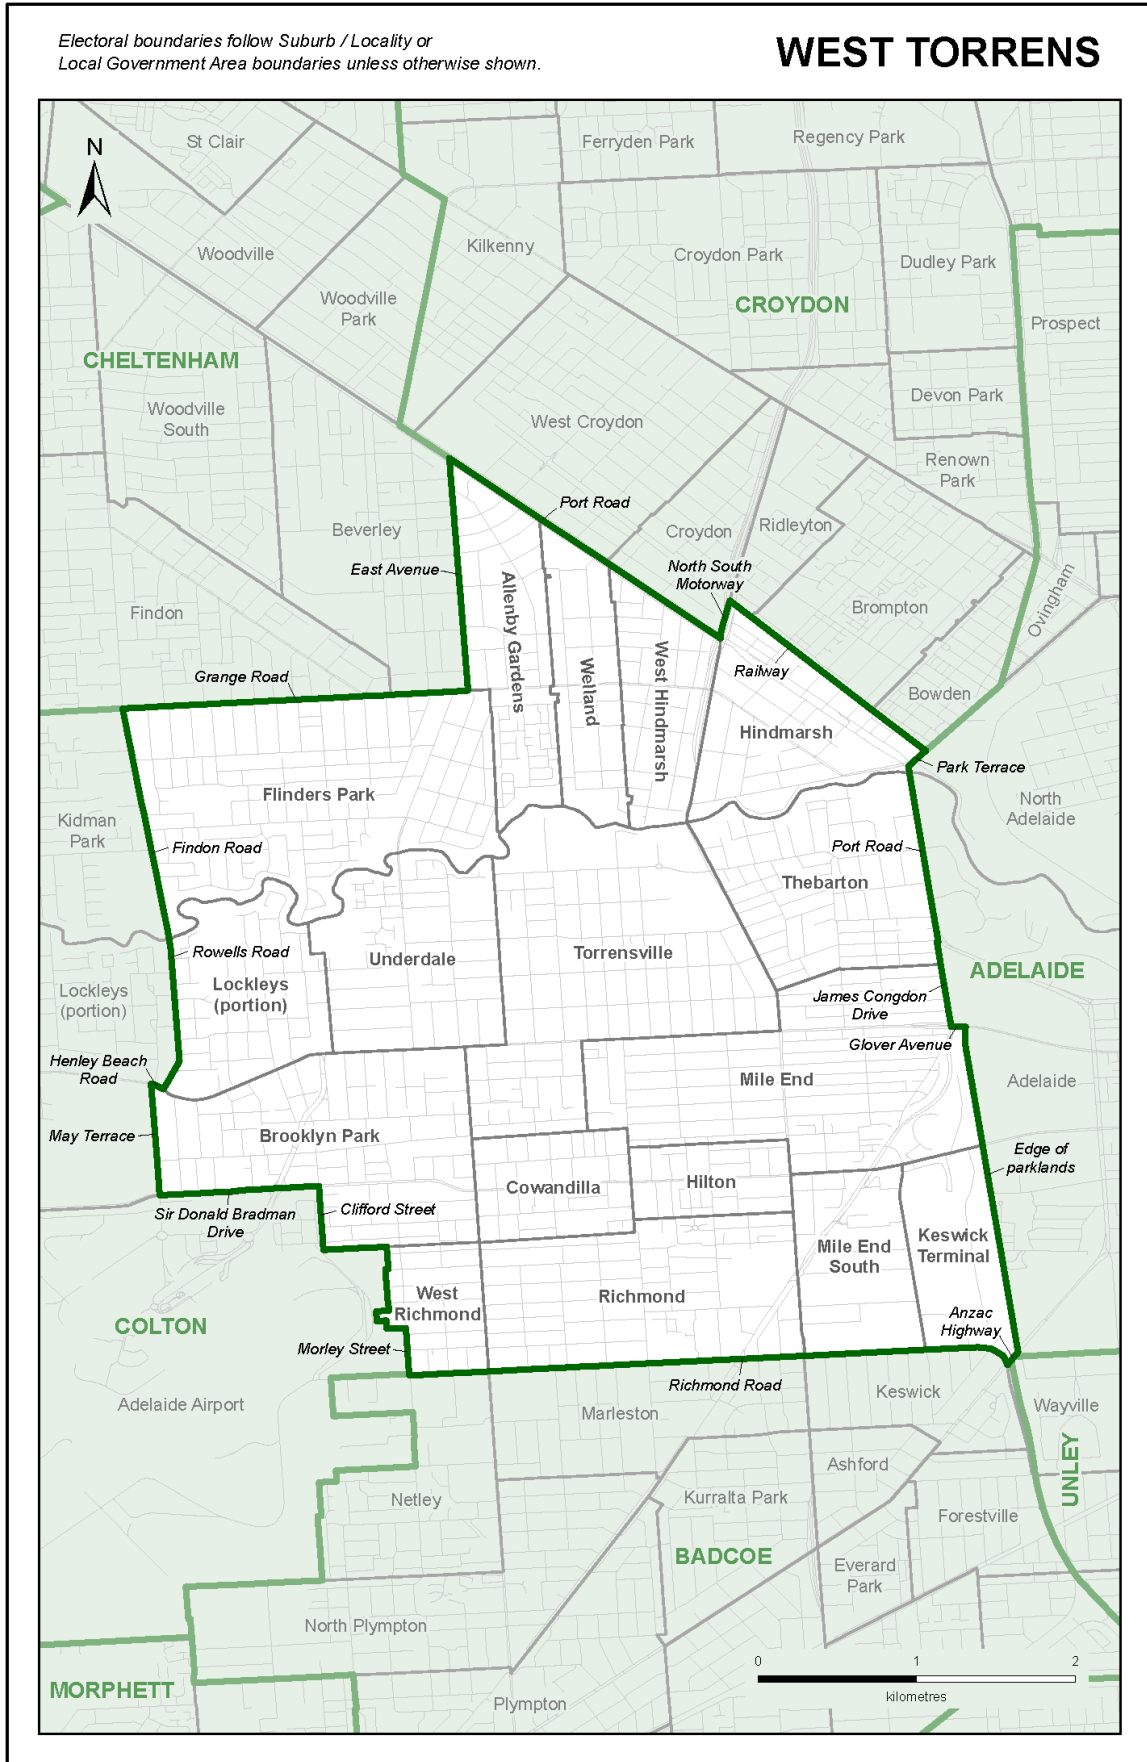 Electoral boundaries follow Suburb / Locality or
Local Government Area boundaries unless otherwise shown.
WEST TORRENS
N
St Clair
Ferryden Park
Regency Park
Woodville
Kilkenny
Croydon Park
Dudley Park
Woodville
Park
CROYDON
Prospect
CHELTENHAM
Woodville
South
West Croydon
Devon Park
Renown
Park
Port Road
Beverley
Croydon
Ridleyton
East Avenue
North South
Motorway
Allenby Gardens
Welland
West Hindmarsh
Findon
Brompton
Ovingham
Grange Road
Railway
Bowden
Hindmarsh
Park Terrace
Flinders Park
North
Adelaide
Kidman
Park
Findon Road
Port Road
Thebarton
Rowells Road
Underdale
Torrensville
ADELAIDE
Lockleys
(portion)
Lockleys
(portion)
James Congdon
Drive
Glover Avenue
Henley Beach
Road
Mile End
Adelaide
May Terrace
Brooklyn Park
Edge of
parklands
Cowandilla
Hilton
Sir Donald Bradman
Drive
Clifford Street
Mile End
South
Keswick
Terminal
West
Richmond
Richmond
COLTON
Anzac
Highway
Morley Street
Richmond Road
Adelaide Airport
Marleston
Keswick
Wayville
UNLEY
Ashford
Netley
Kurralta Park
Forestville
BADCOE
Everard
Park
North Plympton
MORPHETT
Plympton
0 1 2
kilometres